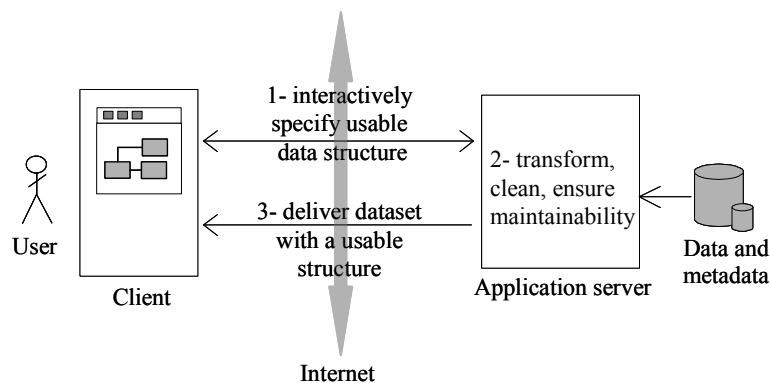 1- interactively
specify usable
data structure
2- transform,
clean, ensure
maintainability
3- deliver dataset
with a usable
structure
User
Client
Application server
Data and
metadata
Internet